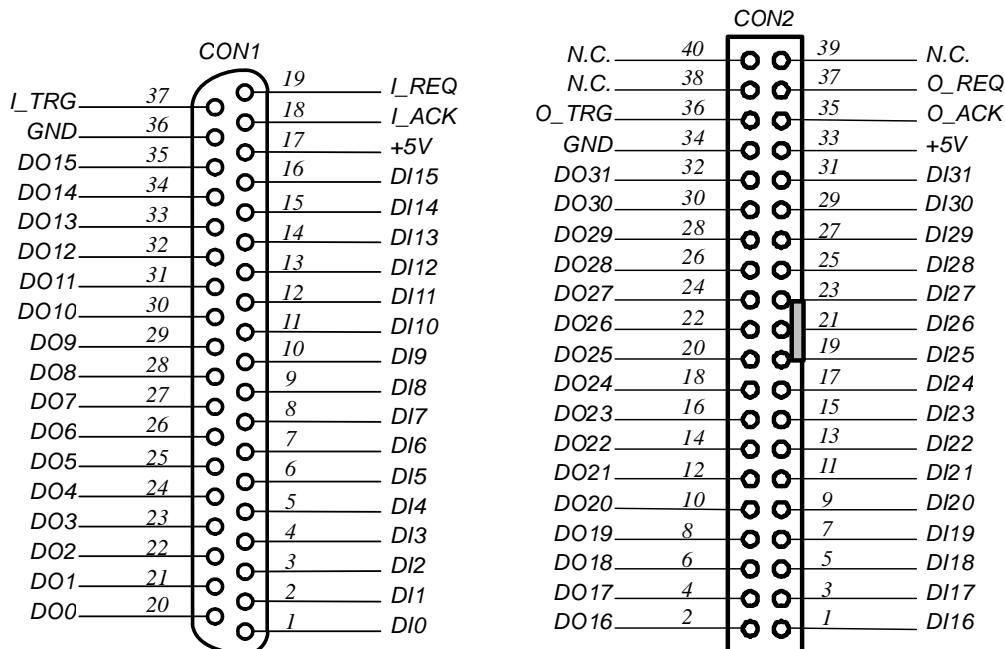 CON1
19 I_REQ
I_TRG 37
18 I_ACK
GND 36
17 +5V
DO15 35
16 DI15
DO14 34
15 DI14
DO13 33
14 DI13
DO12 32
13 DI12
DO11 31
12 DI11
DO10 30
11 DI10
DO9 29
10 DI9
DO8 28
9 DI8
DO7 27
8 DI7
DO6 26
7 DI6
DO5 25
6 DI5
DO4 24
5 DI4
DO3 23
4 DI3
DO2 22
3 DI2
DO1 21
2 DI1
DO0 20
1 DI0
CON2
N.C. 40 39 N.C.
N.C. 38 37 O_REQ
O_TRG 36 35 O_ACK
GND 34 33 +5V
DO31 32 31 DI31
DO30 30 29 DI30
DO29 28 27 DI29
DO28 26 25 DI28
DO27 24 23 DI27
DO26 22 21 DI26
DO25 20 19 DI25
DO24 18 17 DI24
DO23 16 15 DI23
DO22 14 13 DI22
DO21 12 11 DI21
DO20 10 9 DI20
DO19 8 7 DI19
DO18 6 5 DI18
DO17 4 3 DI17
DO16 2 1 DI16